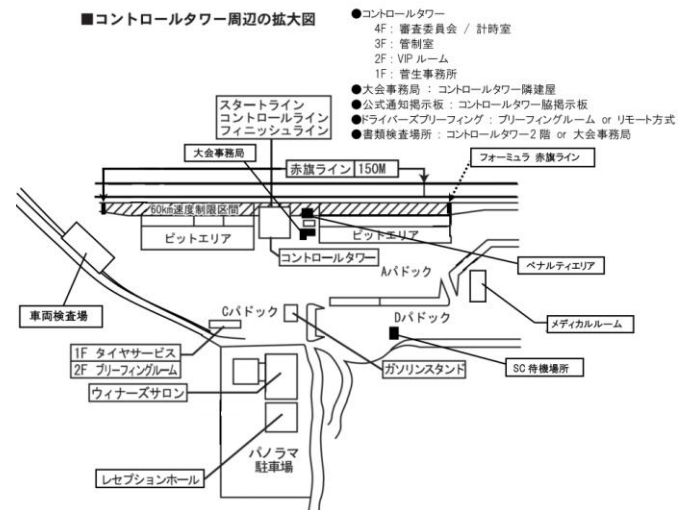 ■コントロールタワー周辺の拡大図
●コントロールタワー
4F: 審査委員会 / 計時室
3F: 管制室
2F: VIP ルーム
1F: 菅生事務所
●大会事務局 : コントロールタワー隣建屋
●公式通知掲示板 : コントロールタワー脇掲示板
●ドライバーズブリーフィング : ブリーフィングルーム or リモート方式
●書類検査場所 : コントロールタワー2階 or 大会事務局
スタートライン
コントロールライン
フィニッシュライン
大会事務局
赤旗ライン 150M
フォーミュラ 赤旗ライン
60km速度制限区間
ピットエリア
ピットエリア
コントロールタワー
ペナルティエリア
Aパドック
車両検査場
Cパドック
Dパドック
メディカルルーム
1F タイヤサービス
2F ブリーフィングルーム
ガソリンスタンド
SC 待機場所
ウィナーズサロン
パノラマ
駐車場
レセプションホール